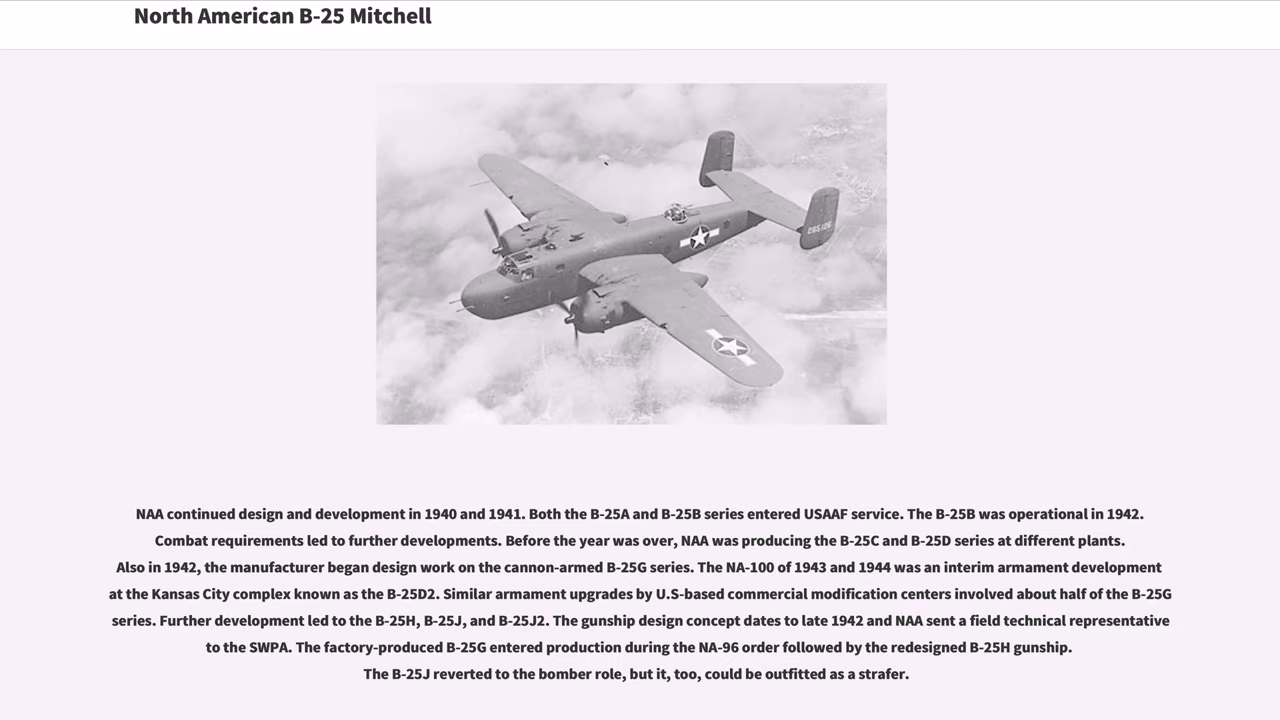 North American B-25 Mitchell
265106
NAA continued design and development in 1940 and 1941. Both the B-25A and B-25B series entered USAAF service. The B-25B was operational in 1942.
Combat requirements led to further developments. Before the year was over, NAA was producing the B-25C and B-25D series at different plants.
Also in 1942, the manufacturer began design work on the cannon-armed B-25G series. The NA-100 of 1943 and 1944 was an interim armament development
at the Kansas City complex known as the B-25D2. Similar armament upgrades by U.S-based commercial modification centers involved about half of the B-25G
series. Further development led to the B-25H, B-25J, and B-25J2. The gunship design concept dates to late 1942 and NAA sent a field technical representative
to the SWPA. The factory-produced B-25G entered production during the NA-96 order followed by the redesigned B-25H gunship.
The B-25J reverted to the bomber role, but it, too, could be outfitted as a strafer.